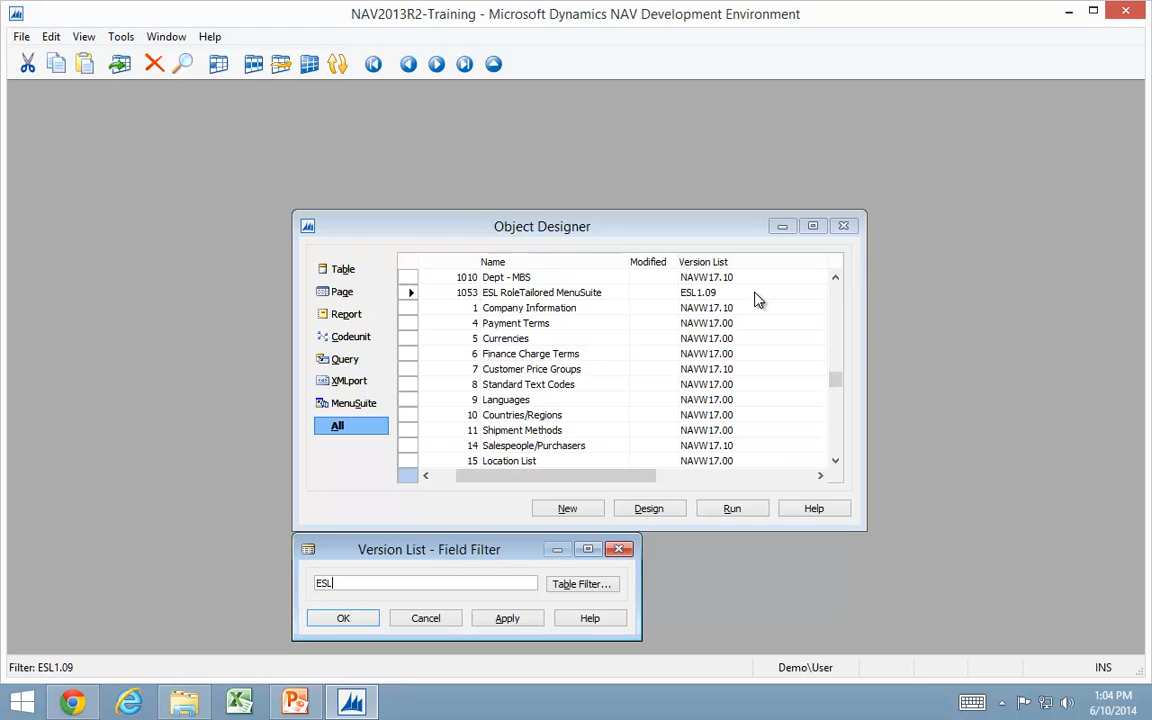 NAV2013R2-Training - Microsoft Dynamics NAV Development Environment
File Edit View Tools Window Help
Object Designer
Table
Page
Report
Codeunit
Query
XMLport
MenuSuite
All
Name Modified Version List
1010 Dept - MBS NAVW17.10
1053 ESL RoleTailored MenuSuite ESL1.09
1 Company Information NAVW17.10
4 Payment Terms NAVW17.00
5 Currencies NAVW17.00
6 Finance Charge Terms NAVW17.00
7 Customer Price Groups NAVW17.10
8 Standard Text Codes NAVW17.00
9 Languages NAVW17.00
10 Countries/Regions NAVW17.00
11 Shipment Methods NAVW17.00
14 Salespeople/Purchasers NAVW17.10
15 Location List NAVW17.00
New Design Run Help
Version List - Field Filter
ESL Table Filter...
OK Cancel Apply Help
Filter: ESL1.09 Demo\User INS
1:04 PM
6/10/2014